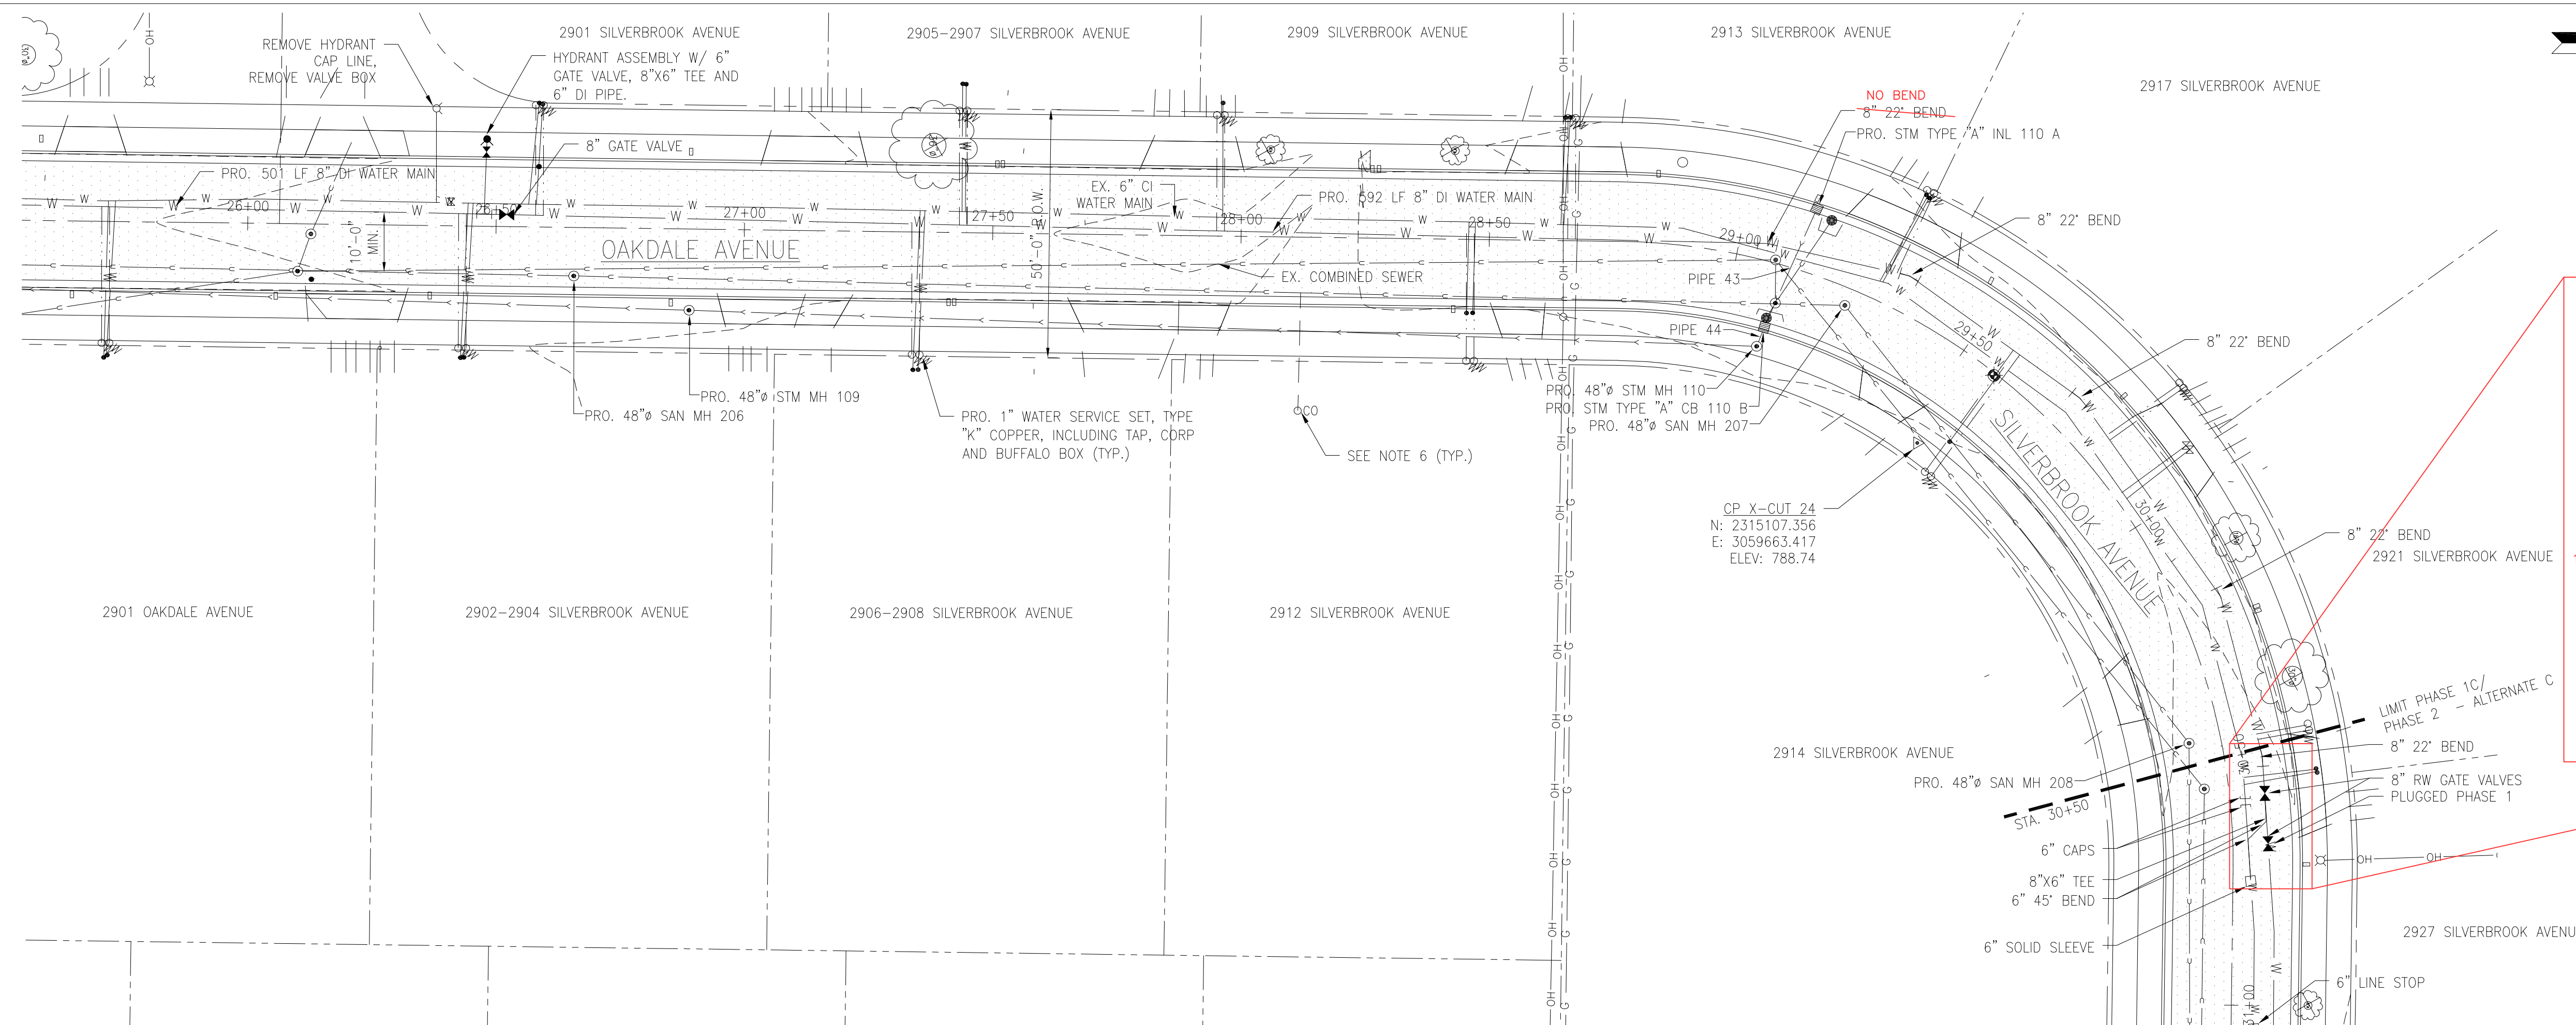 2901 SILVERBROOK AVENUE
2905-2907 SILVERBROOK AVENUE
2909 SILVERBROOK AVENUE
2913 SILVERBROOK AVENUE
2917 SILVERBROOK AVENUE
REMOVE HYDRANT
CAP LINE,
REMOVE VALVE BOX
HYDRANT ASSEMBLY W/ 6"
GATE VALVE, 8"X6" TEE AND
6" DI PIPE.
NO BEND
8" 22° BEND
PRO. STM TYPE "A" INL 110 A
8" GATE VALVE
PRO. 501 LF 8" DI WATER MAIN
EX. 6" CI
WATER MAIN
PRO. 592 LF 8" DI WATER MAIN
26+00
26+50
27+00
27+50
28+00
28+50
29+00
29+50
30+00
30+50
31+00
10'-0"
MIN.
50'-0" R.O.W.
OAKDALE AVENUE
EX. COMBINED SEWER
PIPE 43
PIPE 44
8" 22° BEND
8" 22° BEND
PRO. 48"ø STM MH 109
PRO. 48"ø SAN MH 206
PRO. 1" WATER SERVICE SET, TYPE
"K" COPPER, INCLUDING TAP, CORP
AND BUFFALO BOX (TYP.)
CO
SEE NOTE 6 (TYP.)
PRO. 48"ø STM MH 110
PRO. STM TYPE "A" CB 110 B
PRO. 48"ø SAN MH 207
SILVERBROOK AVENUE
CP X-CUT 24
N: 2315107.356
E: 3059663.417
ELEV: 788.74
8" 22° BEND
2921 SILVERBROOK AVENUE
2901 OAKDALE AVENUE
2902-2904 SILVERBROOK AVENUE
2906-2908 SILVERBROOK AVENUE
2912 SILVERBROOK AVENUE
2914 SILVERBROOK AVENUE
LIMIT PHASE 1C/
PHASE 2 - ALTERNATE C
8" 22° BEND
PRO. 48"ø SAN MH 208
STA. 30+50
8" RW GATE VALVES
PLUGGED PHASE 1
6" CAPS
8"X6" TEE
6" 45° BEND
6" SOLID SLEEVE
OH
OH
2927 SILVERBROOK AVENU
6" LINE STOP